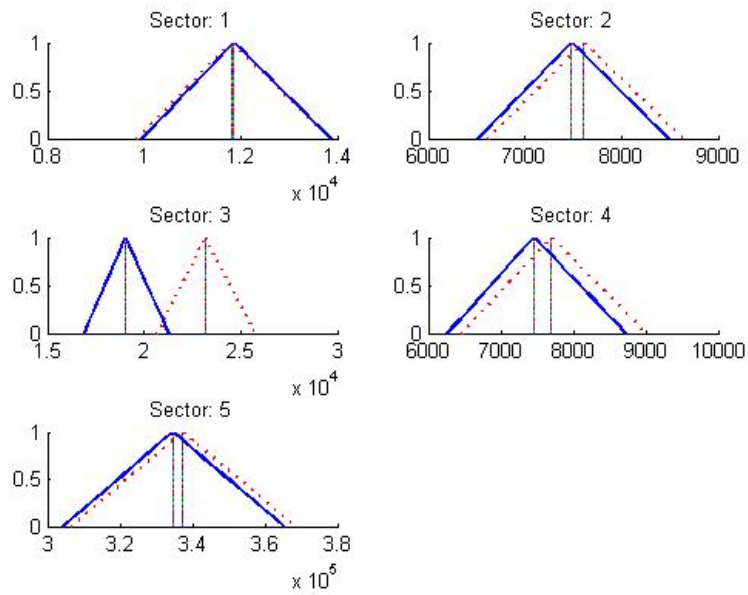 Sector: 1
1
0.5
0
0.8 1 1.2 1.4
x 10^4
Sector: 2
1
0.5
0
6000 7000 8000 9000
Sector: 3
1
0.5
0
1.5 2 2.5 3
x 10^4
Sector: 4
1
0.5
0
6000 7000 8000 9000 10000
Sector: 5
1
0.5
0
3 3.2 3.4 3.6 3.8
x 10^5